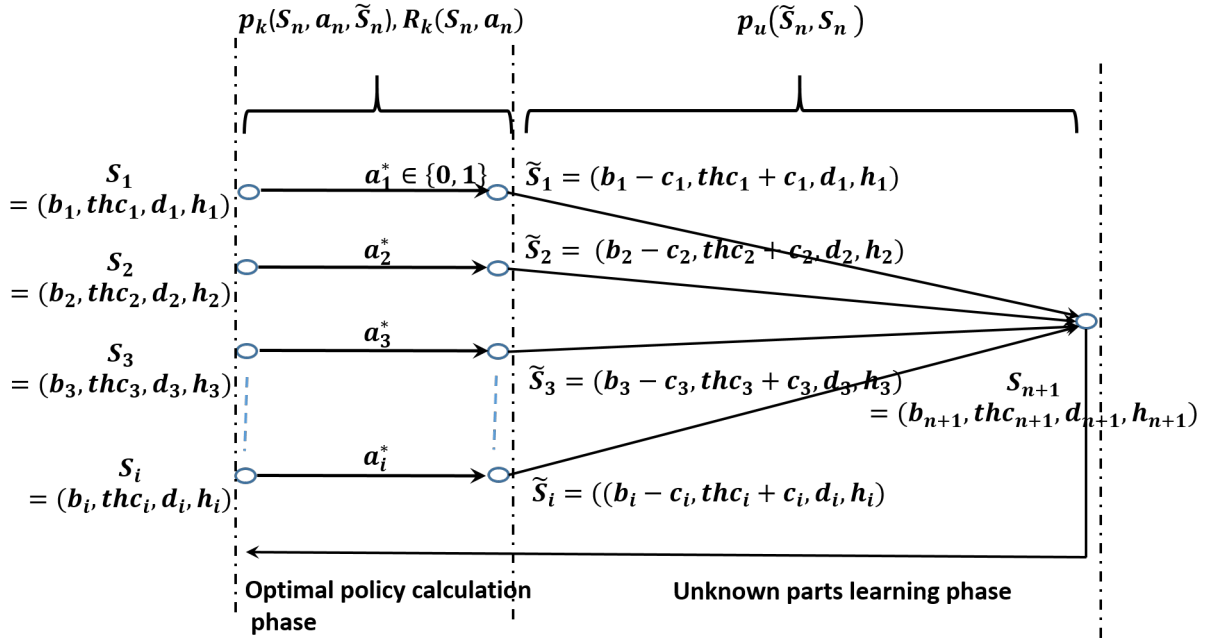 p_k(S_n, a_n, S̃_n), R_k(S_n, a_n)
p_u(S̃_n, S_n)
S_1
= (b_1, thc_1, d_1, h_1)
a_1^* ∈ {0, 1}
S̃_1 = (b_1 − c_1, thc_1 + c_1, d_1, h_1)
S_2
= (b_2, thc_2, d_2, h_2)
a_2^*
S̃_2 = (b_2 − c_2, thc_2 + c_2, d_2, h_2)
S_3
= (b_3, thc_3, d_3, h_3)
a_3^*
S̃_3 = (b_3 − c_3, thc_3 + c_3, d_3, h_3)
S_{n+1}
= (b_{n+1}, thc_{n+1}, d_{n+1}, h_{n+1})
S_i
= (b_i, thc_i, d_i, h_i)
a_i^*
S̃_i = ((b_i − c_i, thc_i + c_i, d_i, h_i)
Optimal policy calculation
phase
Unknown parts learning phase